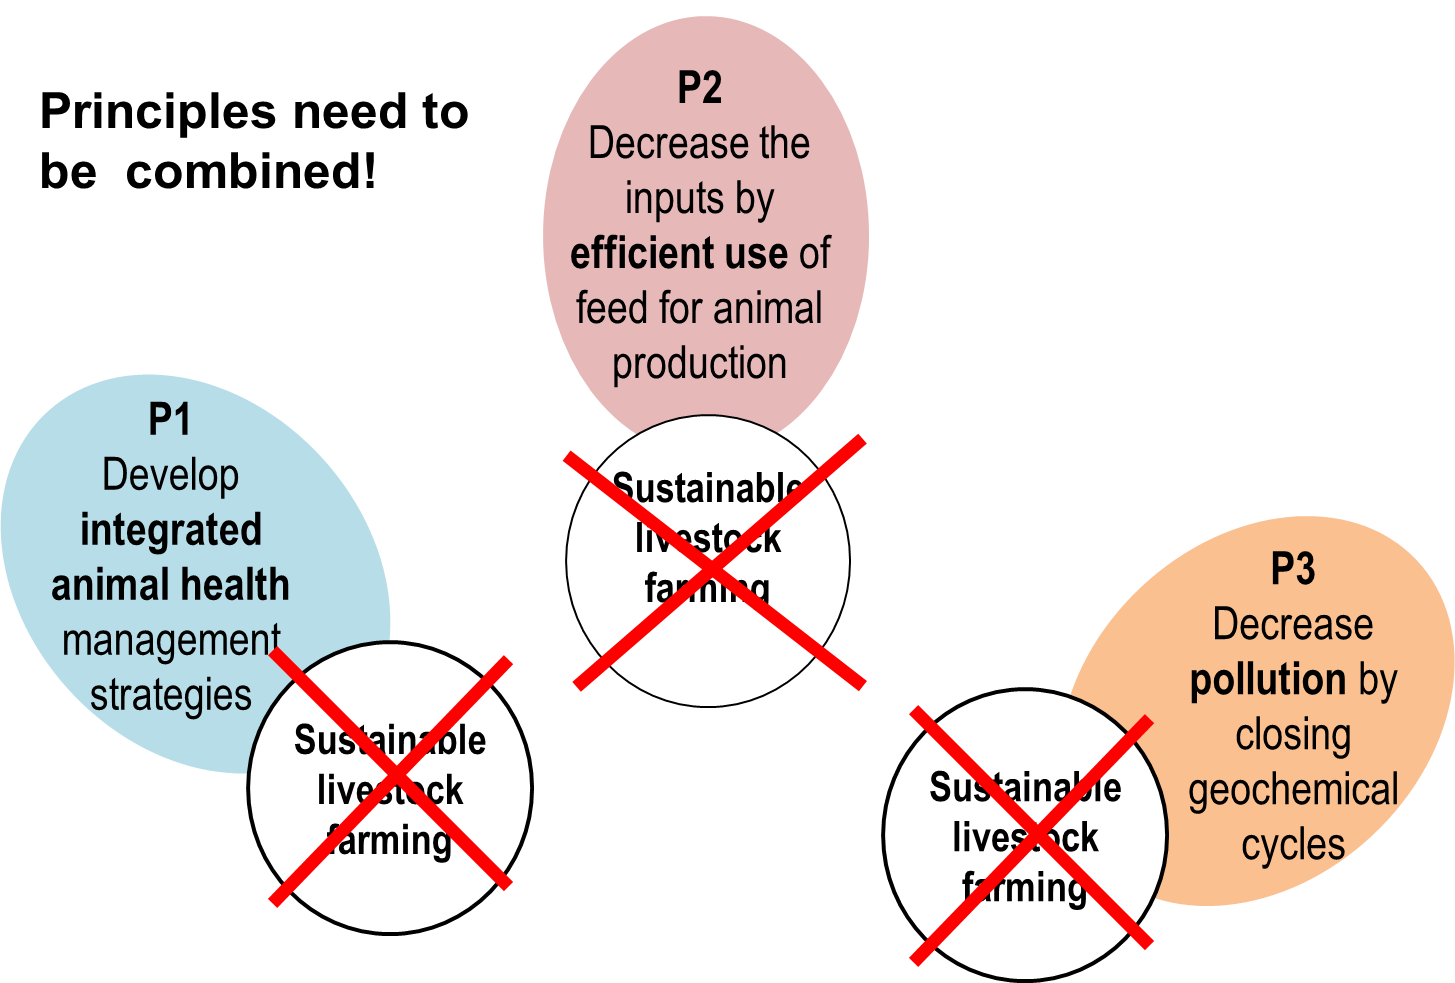 Principles need to
be  combined!
P2
Decrease the
inputs by
efficient use of
feed for animal
production
Sustainable
livestock
farming
P1
Develop
integrated
animal health
management
strategies
Sustainable
livestock
farming
P3
Decrease
pollution by
closing
geochemical
cycles
Sustainable
livestock
farming